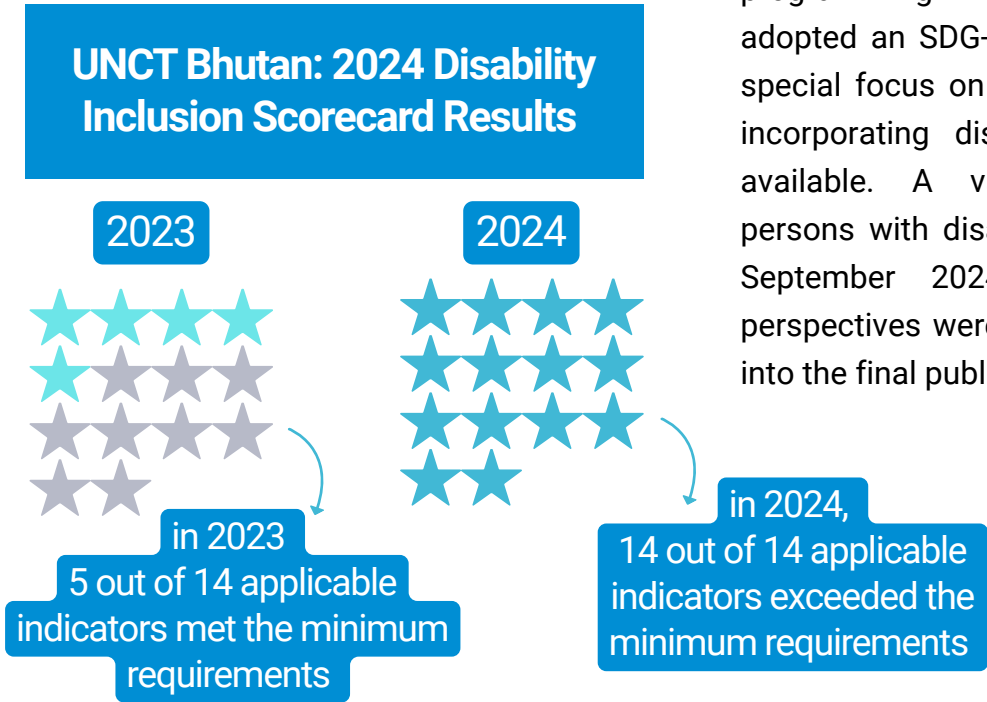 UNCT Bhutan: 2024 Disability
Inclusion Scorecard Results
2023
2024
in 2023
5 out of 14 applicable
indicators met the minimum
requirements
in 2024,
14 out of 14 applicable
indicators exceeded the
minimum requirements
adopted an SDG-
special focus on
incorporating dis
available. A v
persons with disa
September 202
perspectives were
into the final publ